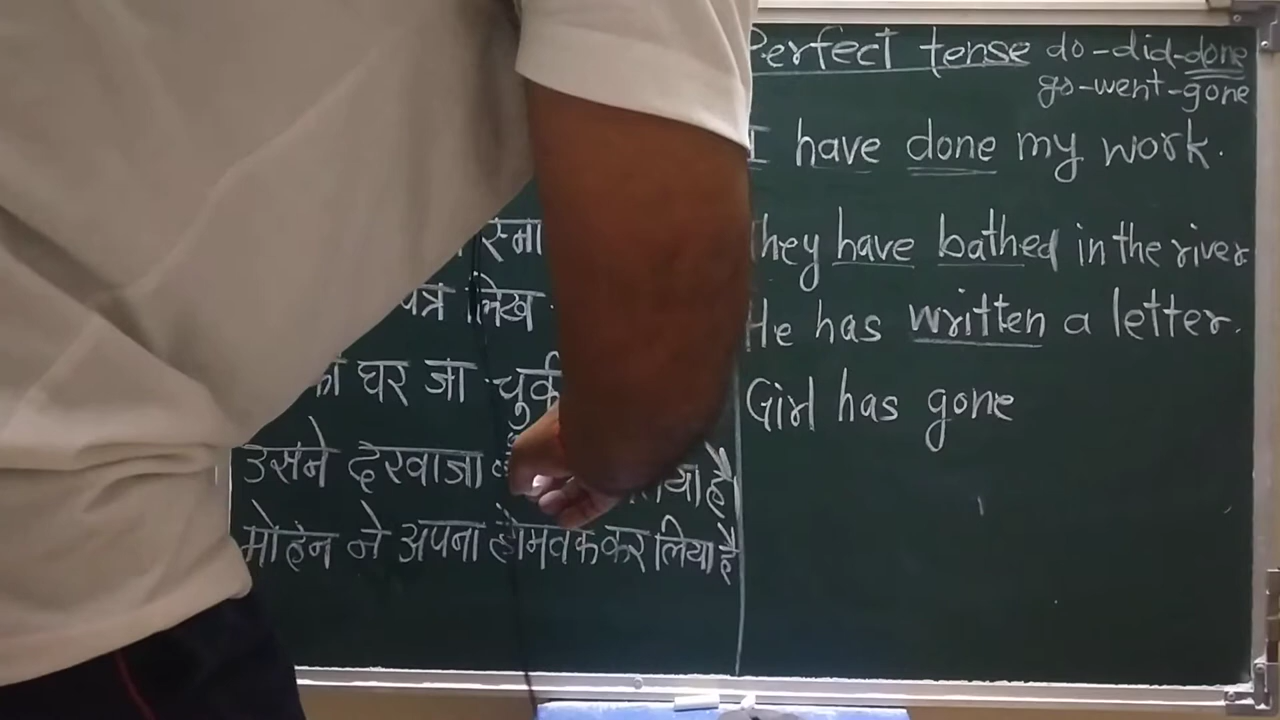 Perfect tense do-did-done
go-went-gone
I have done my work.
स्ना They have bathed in the river
पत्र लिख He has written a letter.
घर जा चुकी Girl has gone
उसने दरवाजा है
मोहन ने अपना होमवर्क कर लिया है